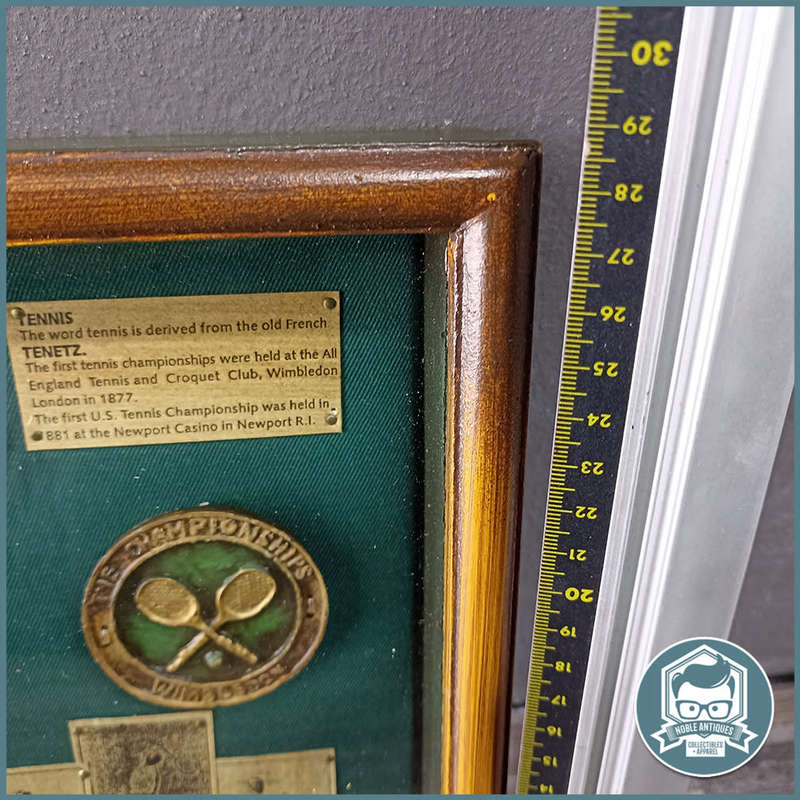 30
29
28
27
26
25
24
23
22
21
20
19
18
17
16
15
14
TENNIS
The word tennis is derived from the old French
TENETZ.
The first tennis championships were held at the All
England Tennis and Croquet Club, Wimbledon
London in 1877.
The first U.S. Tennis Championship was held in
881 at the Newport Casino in Newport R.I.
THE CHAMPIONSHIPS
WIMBLEDON
NOBLE ANTIQUES
COLLECTIBLES
+ APPAREL